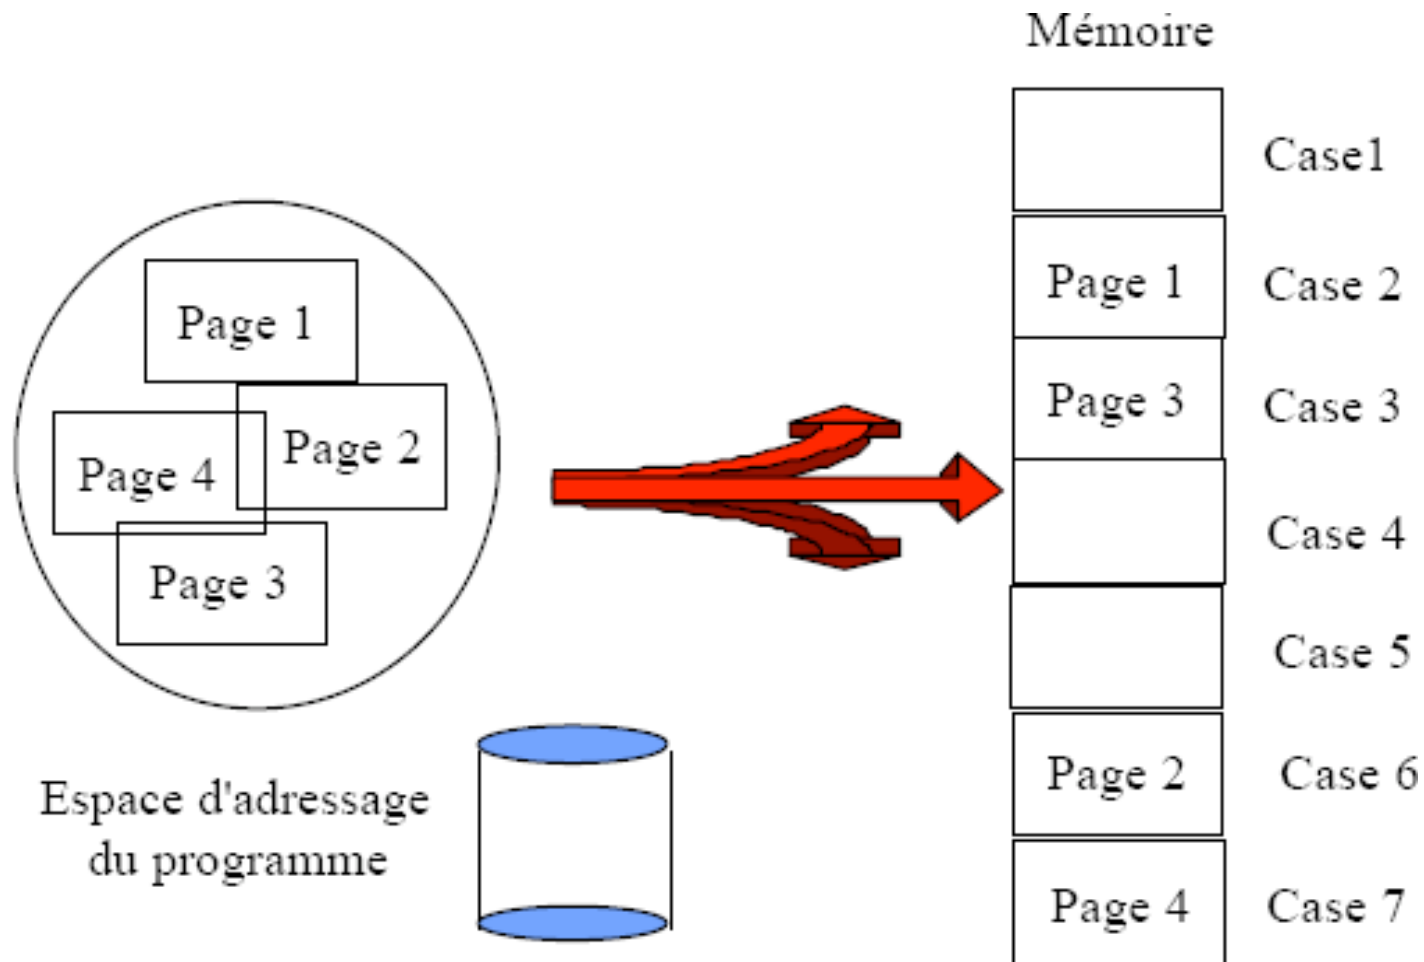 Mémoire
Case1
Page 1 Case 2
Page 3 Case 3
Case 4
Case 5
Page 2 Case 6
Page 4 Case 7
Page 1
Page 2
Page 4
Page 3
Espace d'adressage
du programme